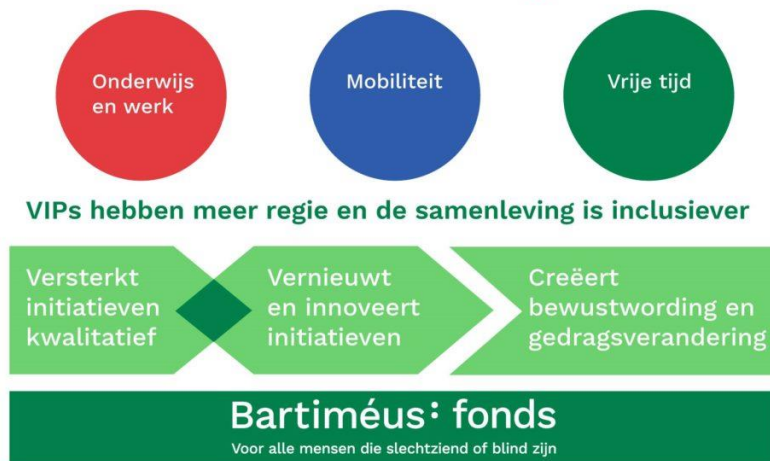 Onderwijs
en werk
Mobiliteit
Vrije tijd
VIPs hebben meer regie en de samenleving is inclusiever
Versterkt
initiatieven
kwalitatief
Vernieuwt
en innoveert
initiatieven
Creëert
bewustwording en
gedragsverandering
Bartiméus: fonds
Voor alle mensen die slechtziend of blind zijn